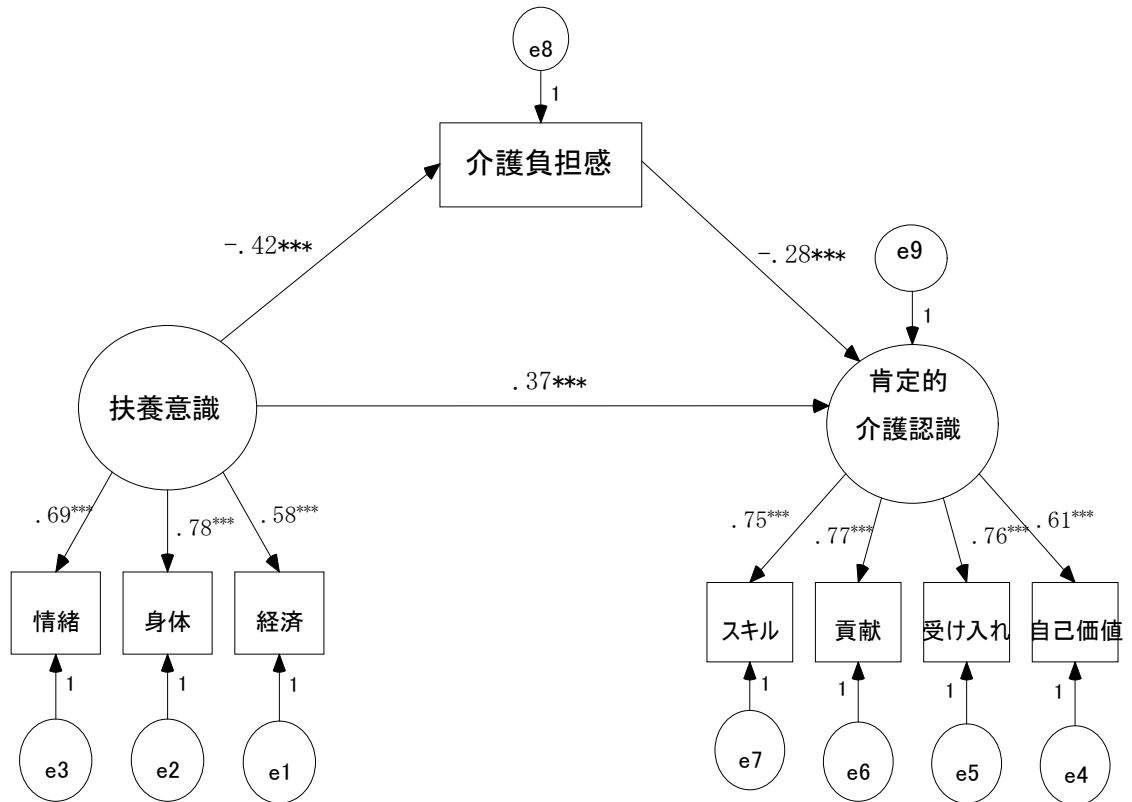 e8
1
介護負担感
-.42***
-.28***
e9
1
扶養意識
.37***
肯定的
介護認識
.69***
.78***
.58***
.75***
.77***
.76***
.61***
情緒
身体
経済
スキル
貢献
受け入れ
自己価値
1
1
1
1
1
1
1
e3
e2
e1
e7
e6
e5
e4